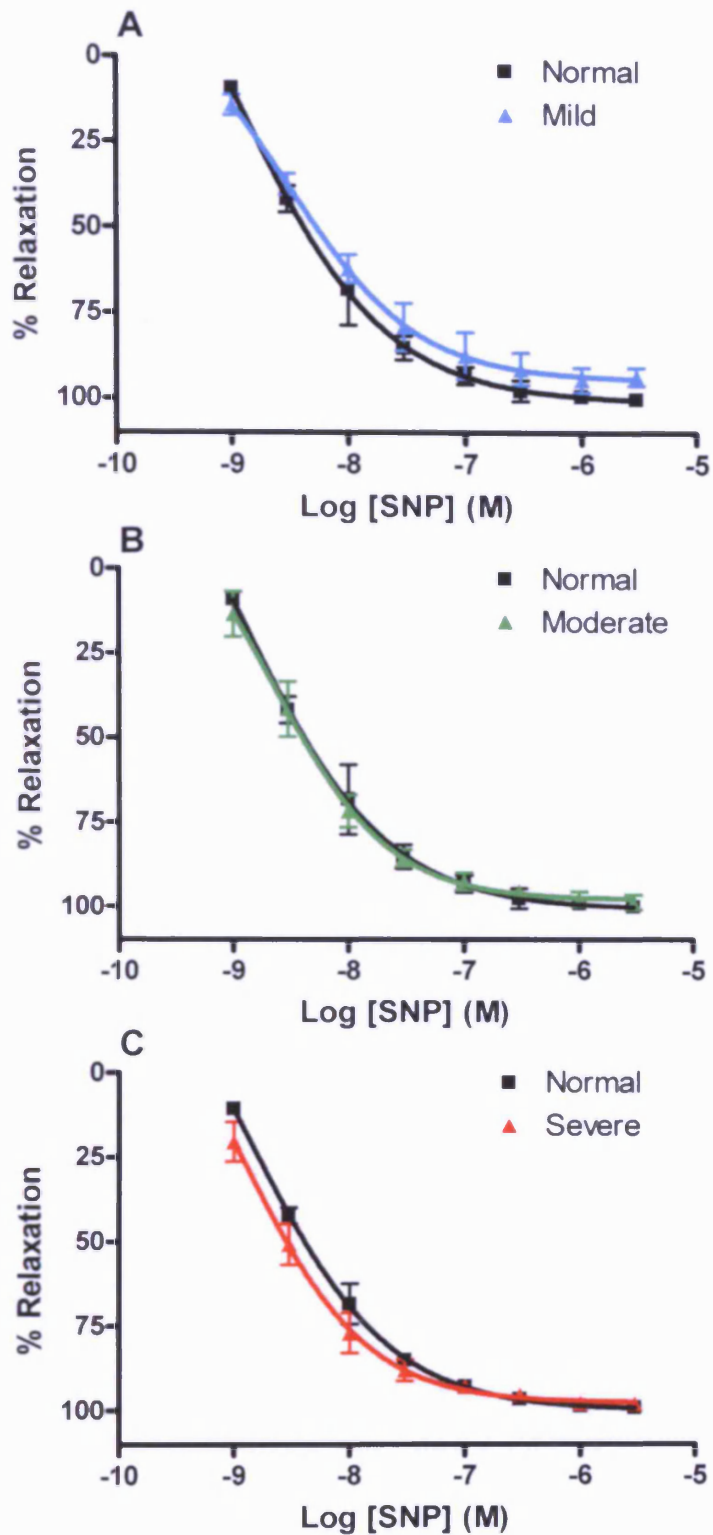 A
0
25
50
75
100
% Relaxation
Normal
Mild
-10 -9 -8 -7 -6 -5
Log [SNP] (M)
B
0
25
50
75
100
% Relaxation
Normal
Moderate
-10 -9 -8 -7 -6 -5
Log [SNP] (M)
C
0
25
50
75
100
% Relaxation
Normal
Severe
-10 -9 -8 -7 -6 -5
Log [SNP] (M)